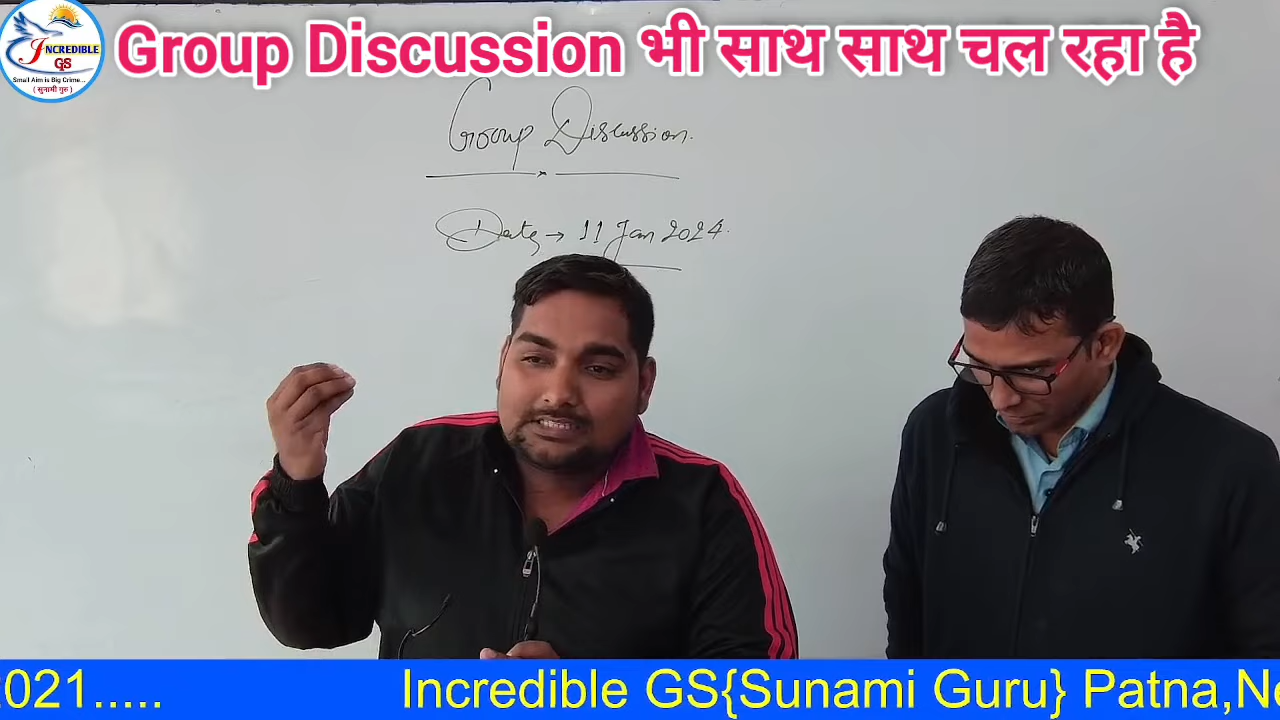 INCREDIBLE
GS
Small Aim is Big Crime...
( सुनामी गुरु )
Group Discussion भी साथ साथ चल रहा है
Group Discussion.
Date → 11 Jan 2024.
2021..... Incredible GS{Sunami Guru} Patna,Ne